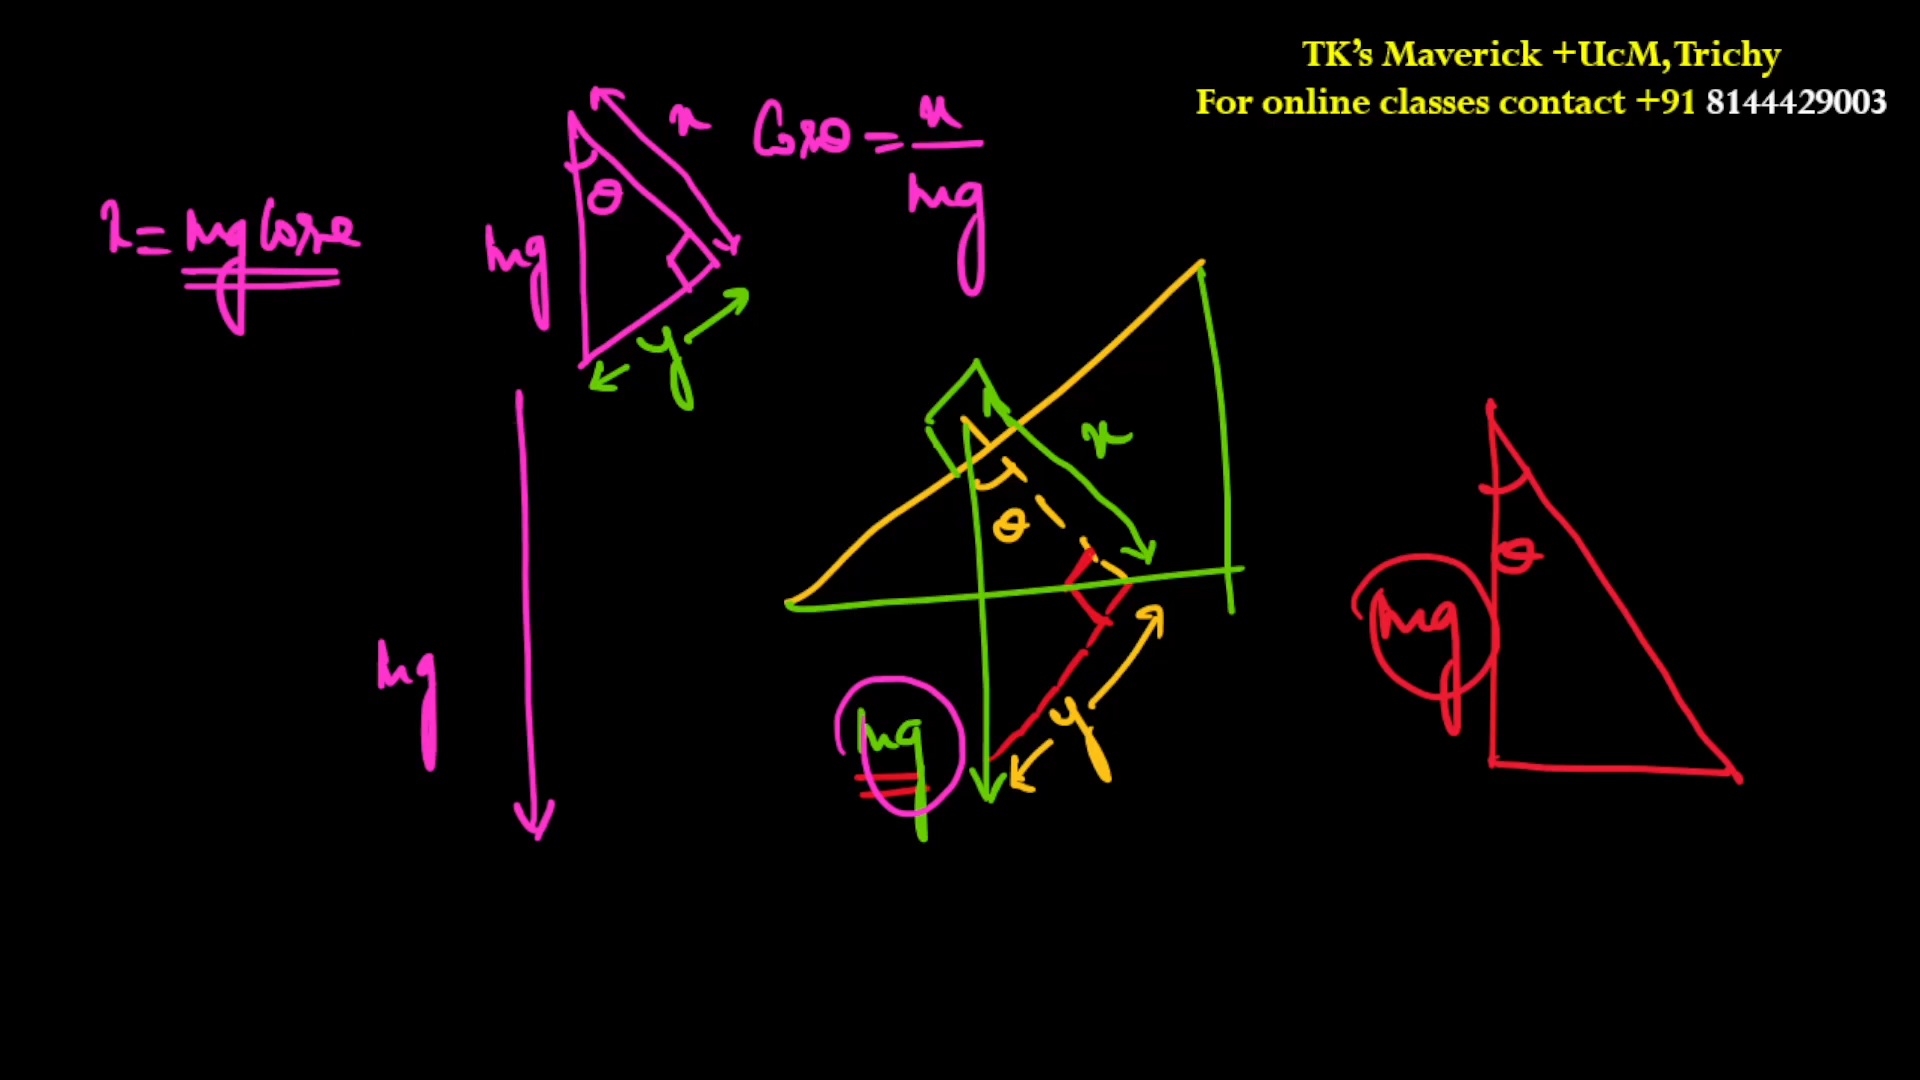 TK's Maverick +UcM, Trichy
For online classes contact +91 8144429003
x
Cosθ = x / mg
θ
x = mg Cosθ
mg
y
x
θ
θ
mg
mg
y
mg